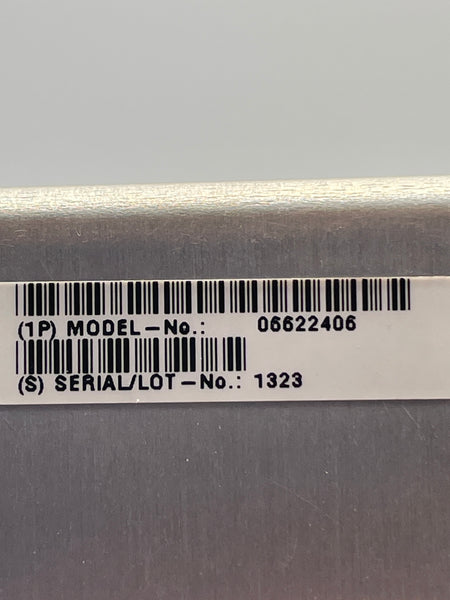 (1P) MODEL-No.: 06622406
(S) SERIAL/LOT-No.: 1323